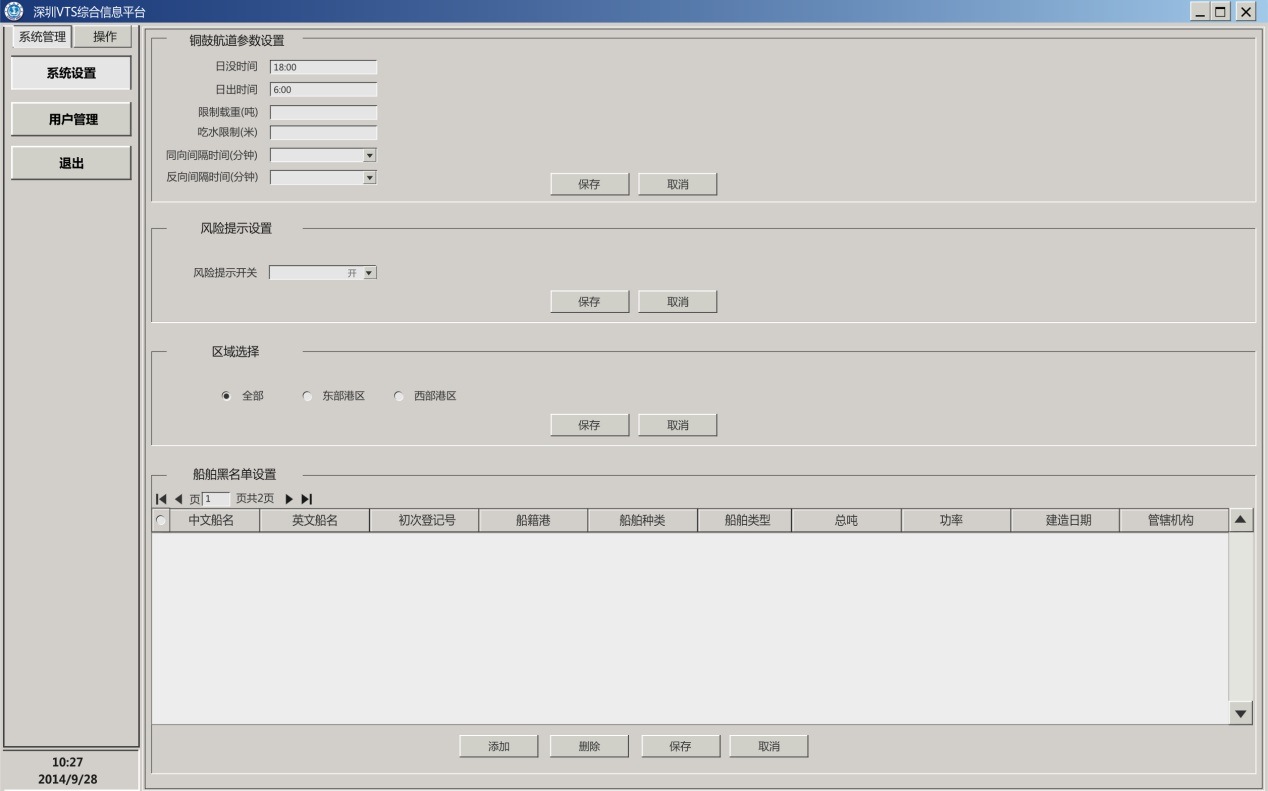 深圳VTS综合信息平台
系统管理 操作
系统设置
用户管理
退出
铜鼓航道参数设置
日没时间 18:00
日出时间 6:00
限制载重(吨)
吃水限制(米)
同向间隔时间(分钟)
反向间隔时间(分钟)
保存 取消
风险提示设置
风险提示开关 开
保存 取消
区域选择
全部 东部港区 西部港区
保存 取消
船舶黑名单设置
页 1 页共2页
中文船名 英文船名 初次登记号 船籍港 船舶种类 船舶类型 总吨 功率 建造日期 管辖机构
添加 删除 保存 取消
10:27
2014/9/28